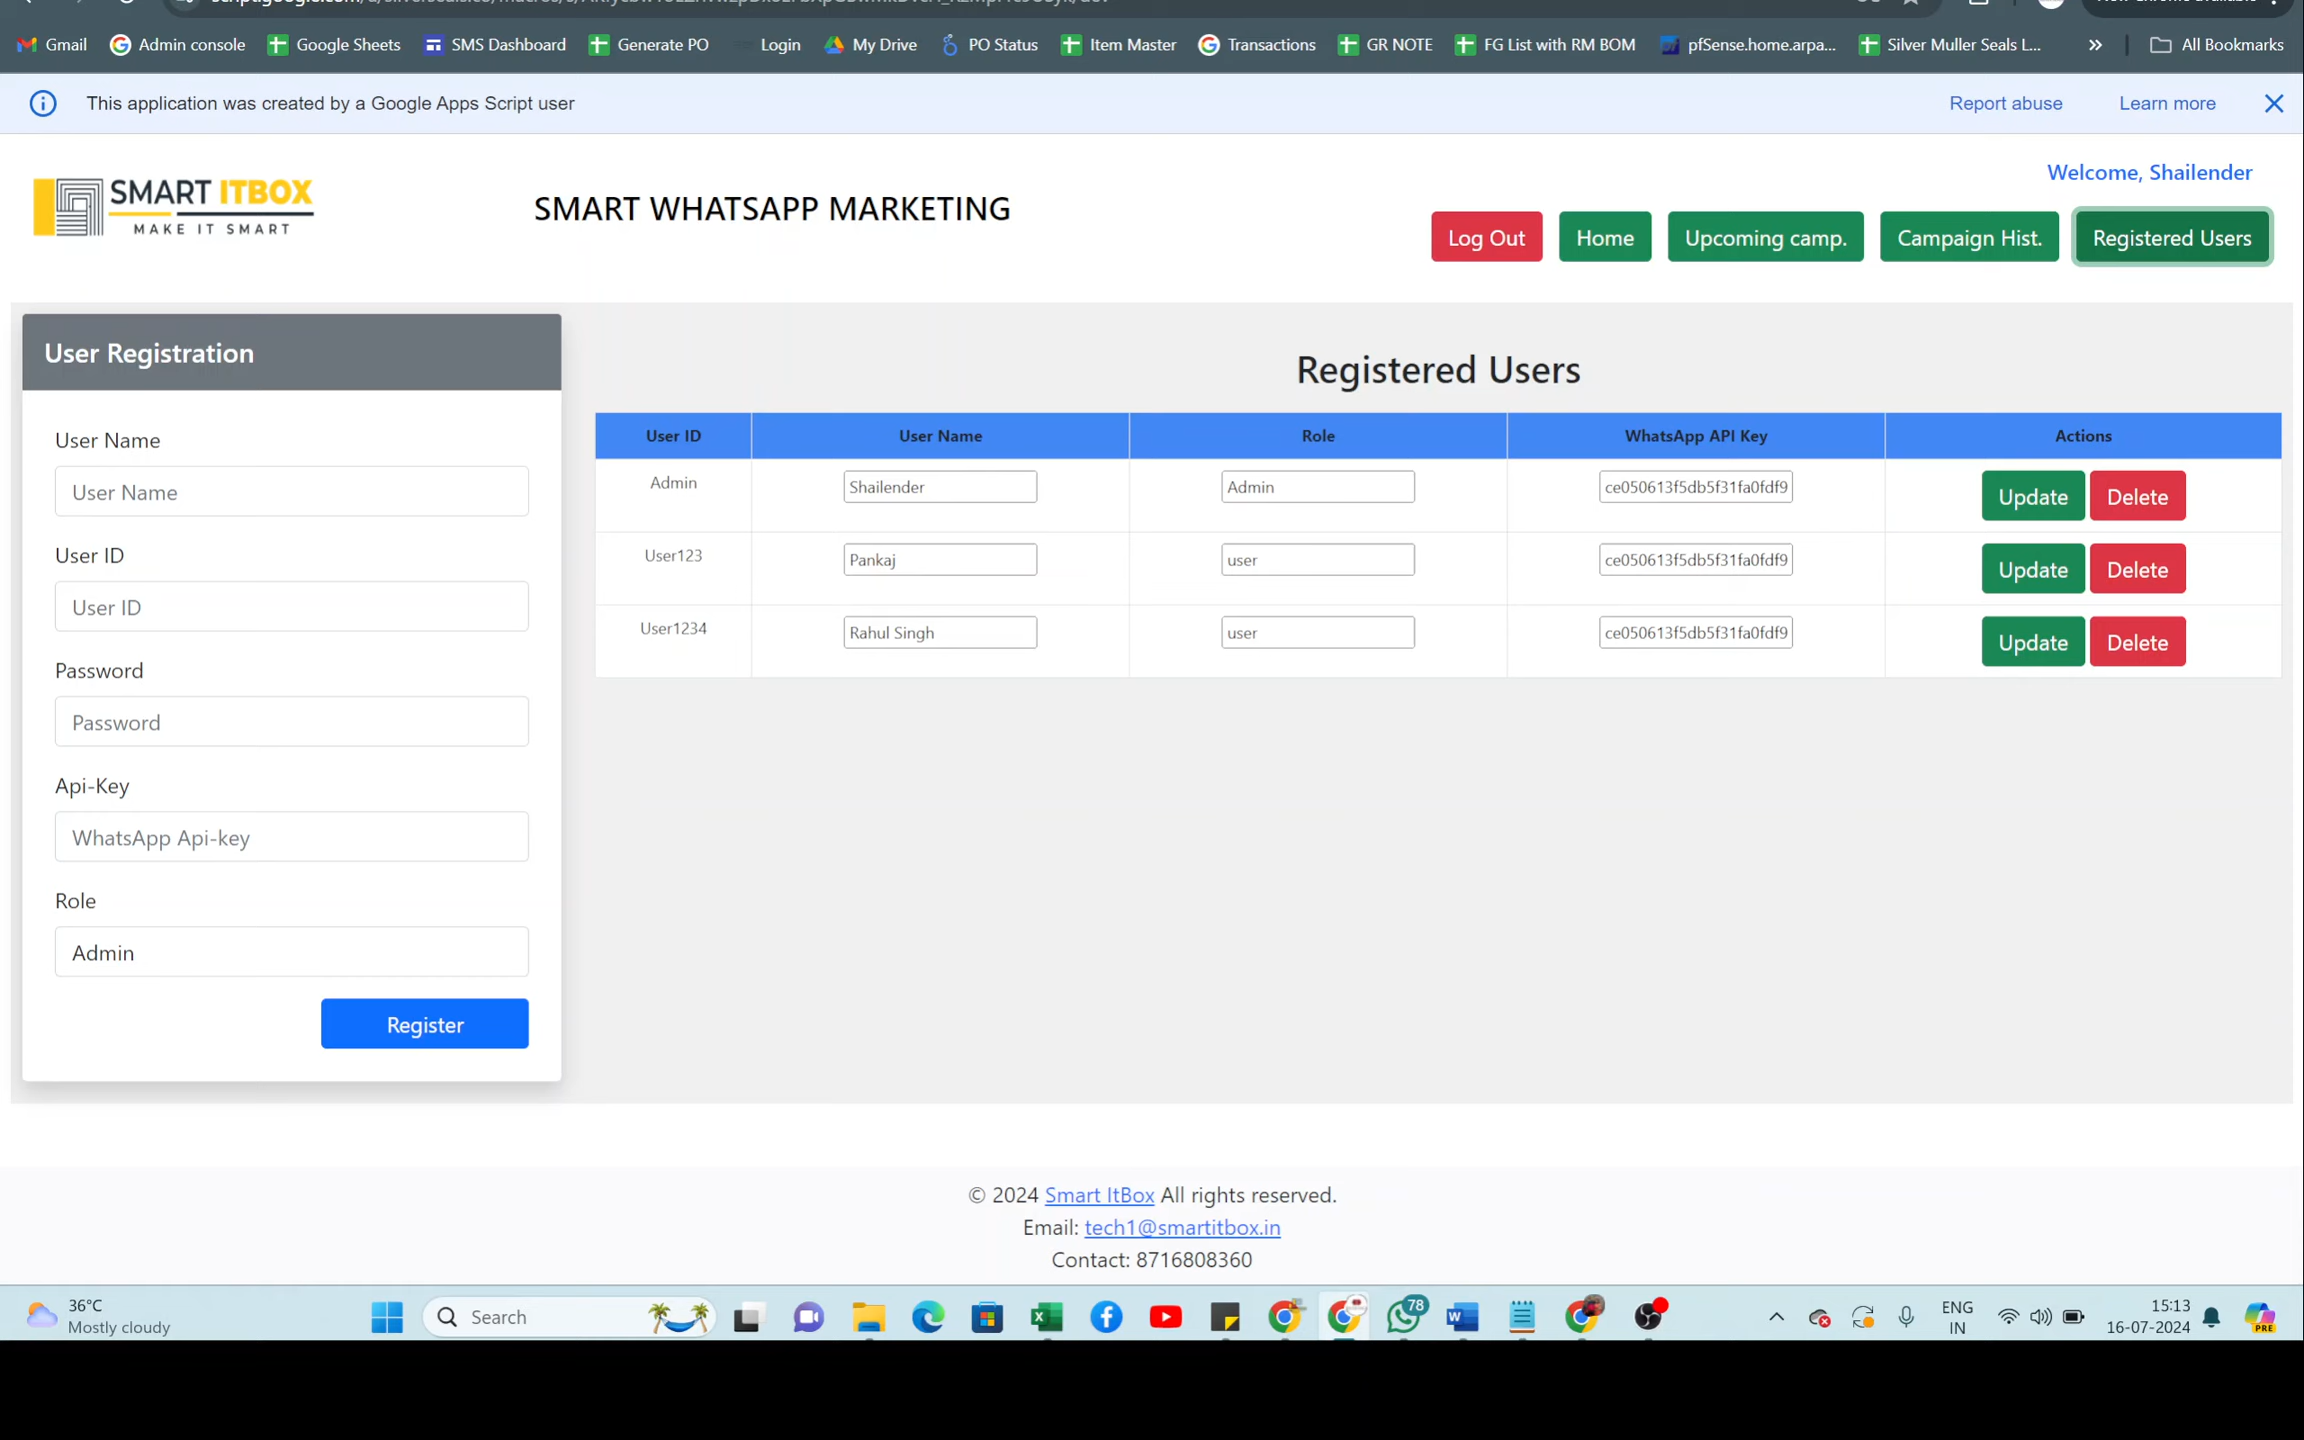 Gmail Admin console Google Sheets SMS Dashboard Generate PO Login My Drive PO Status Item Master Transactions GR NOTE FG List with RM BOM pfSense.home.arpa... Silver Muller Seals L... » All Bookmarks
This application was created by a Google Apps Script user Report abuse Learn more
Welcome, Shailender
SMART ITBOX
MAKE IT SMART
SMART WHATSAPP MARKETING
Log Out Home Upcoming camp. Campaign Hist. Registered Users
User Registration
User Name
User Name
User ID
User ID
Password
Password
Api-Key
WhatsApp Api-key
Role
Admin
Register
Registered Users
User ID User Name Role WhatsApp API Key Actions
Admin Shailender Admin ce050613f5db5f31fa0fdf9 Update Delete
User123 Pankaj user ce050613f5db5f31fa0fdf9 Update Delete
User1234 Rahul Singh user ce050613f5db5f31fa0fdf9 Update Delete
© 2024 Smart ItBox All rights reserved.
Email: tech1@smartitbox.in
Contact: 8716808360
36°C
Mostly cloudy
Search
78
ENG
IN
15:13
16-07-2024
PRE